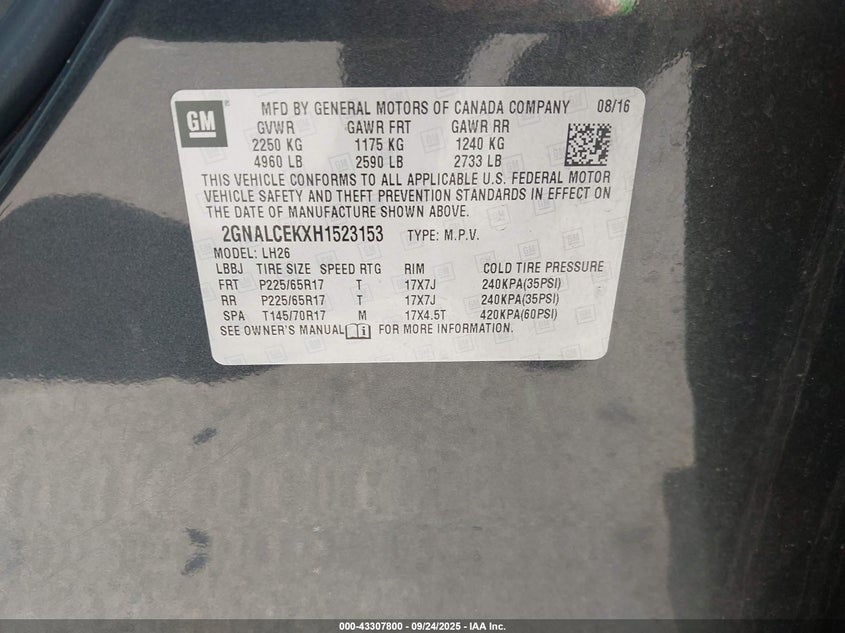 GM
MFD BY GENERAL MOTORS OF CANADA COMPANY 08/16
GVWR GAWR FRT GAWR RR
2250 KG 1175 KG 1240 KG
4960 LB 2590 LB 2733 LB
THIS VEHICLE CONFORMS TO ALL APPLICABLE U.S. FEDERAL MOTOR
VEHICLE SAFETY AND THEFT PREVENTION STANDARDS IN EFFECT ON
THE DATE OF MANUFACTURE SHOWN ABOVE.
2GNALCEKXH1523153 TYPE: M.P.V.
MODEL: LH26
LBBJ TIRE SIZE SPEED RTG RIM COLD TIRE PRESSURE
FRT P225/65R17 T 17X7J 240KPA(35PSI)
RR P225/65R17 T 17X7J 240KPA(35PSI)
SPA T145/70R17 M 17X4.5T 420KPA(60PSI)
SEE OWNER'S MANUAL i FOR MORE INFORMATION.
000-43307800 - 09/24/2025 - IAA Inc.